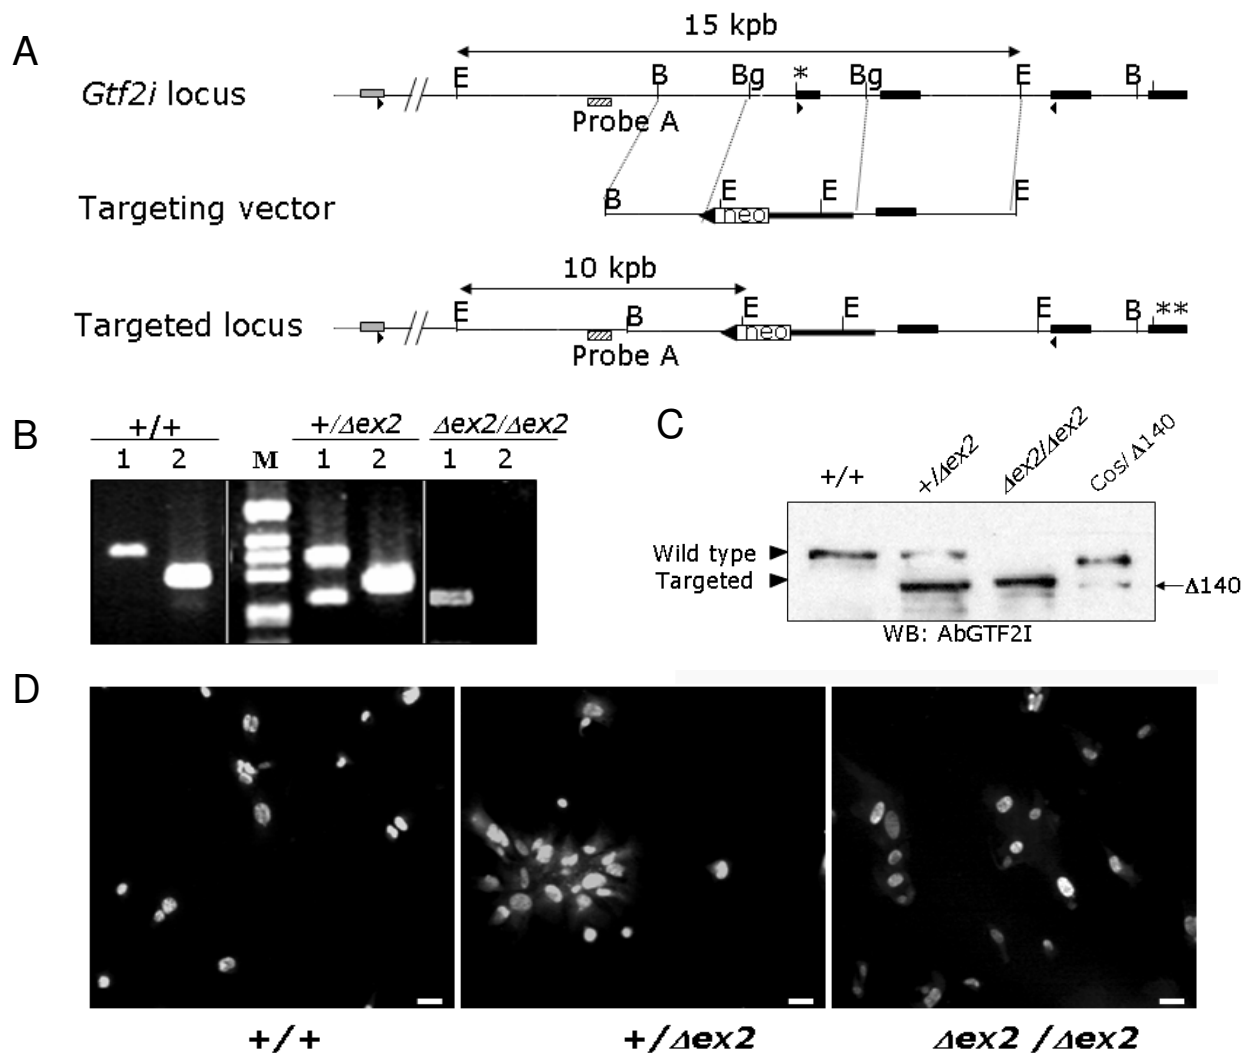 A
15 kpb
E B Bg * Bg E B
Gtf2i locus
Probe A
Targeting vector
B E E E
neo
10 kpb
E B E E E B **
Targeted locus
neo
Probe A
B
+/+ +/Δex2 Δex2/Δex2
1 2 M 1 2 1 2
C
+/+ +/Δex2 Δex2/Δex2 Cos/Δ140
Wild type
Targeted
Δ140
WB: AbGTF2I
D
+/+ +/Δex2 Δex2 /Δex2